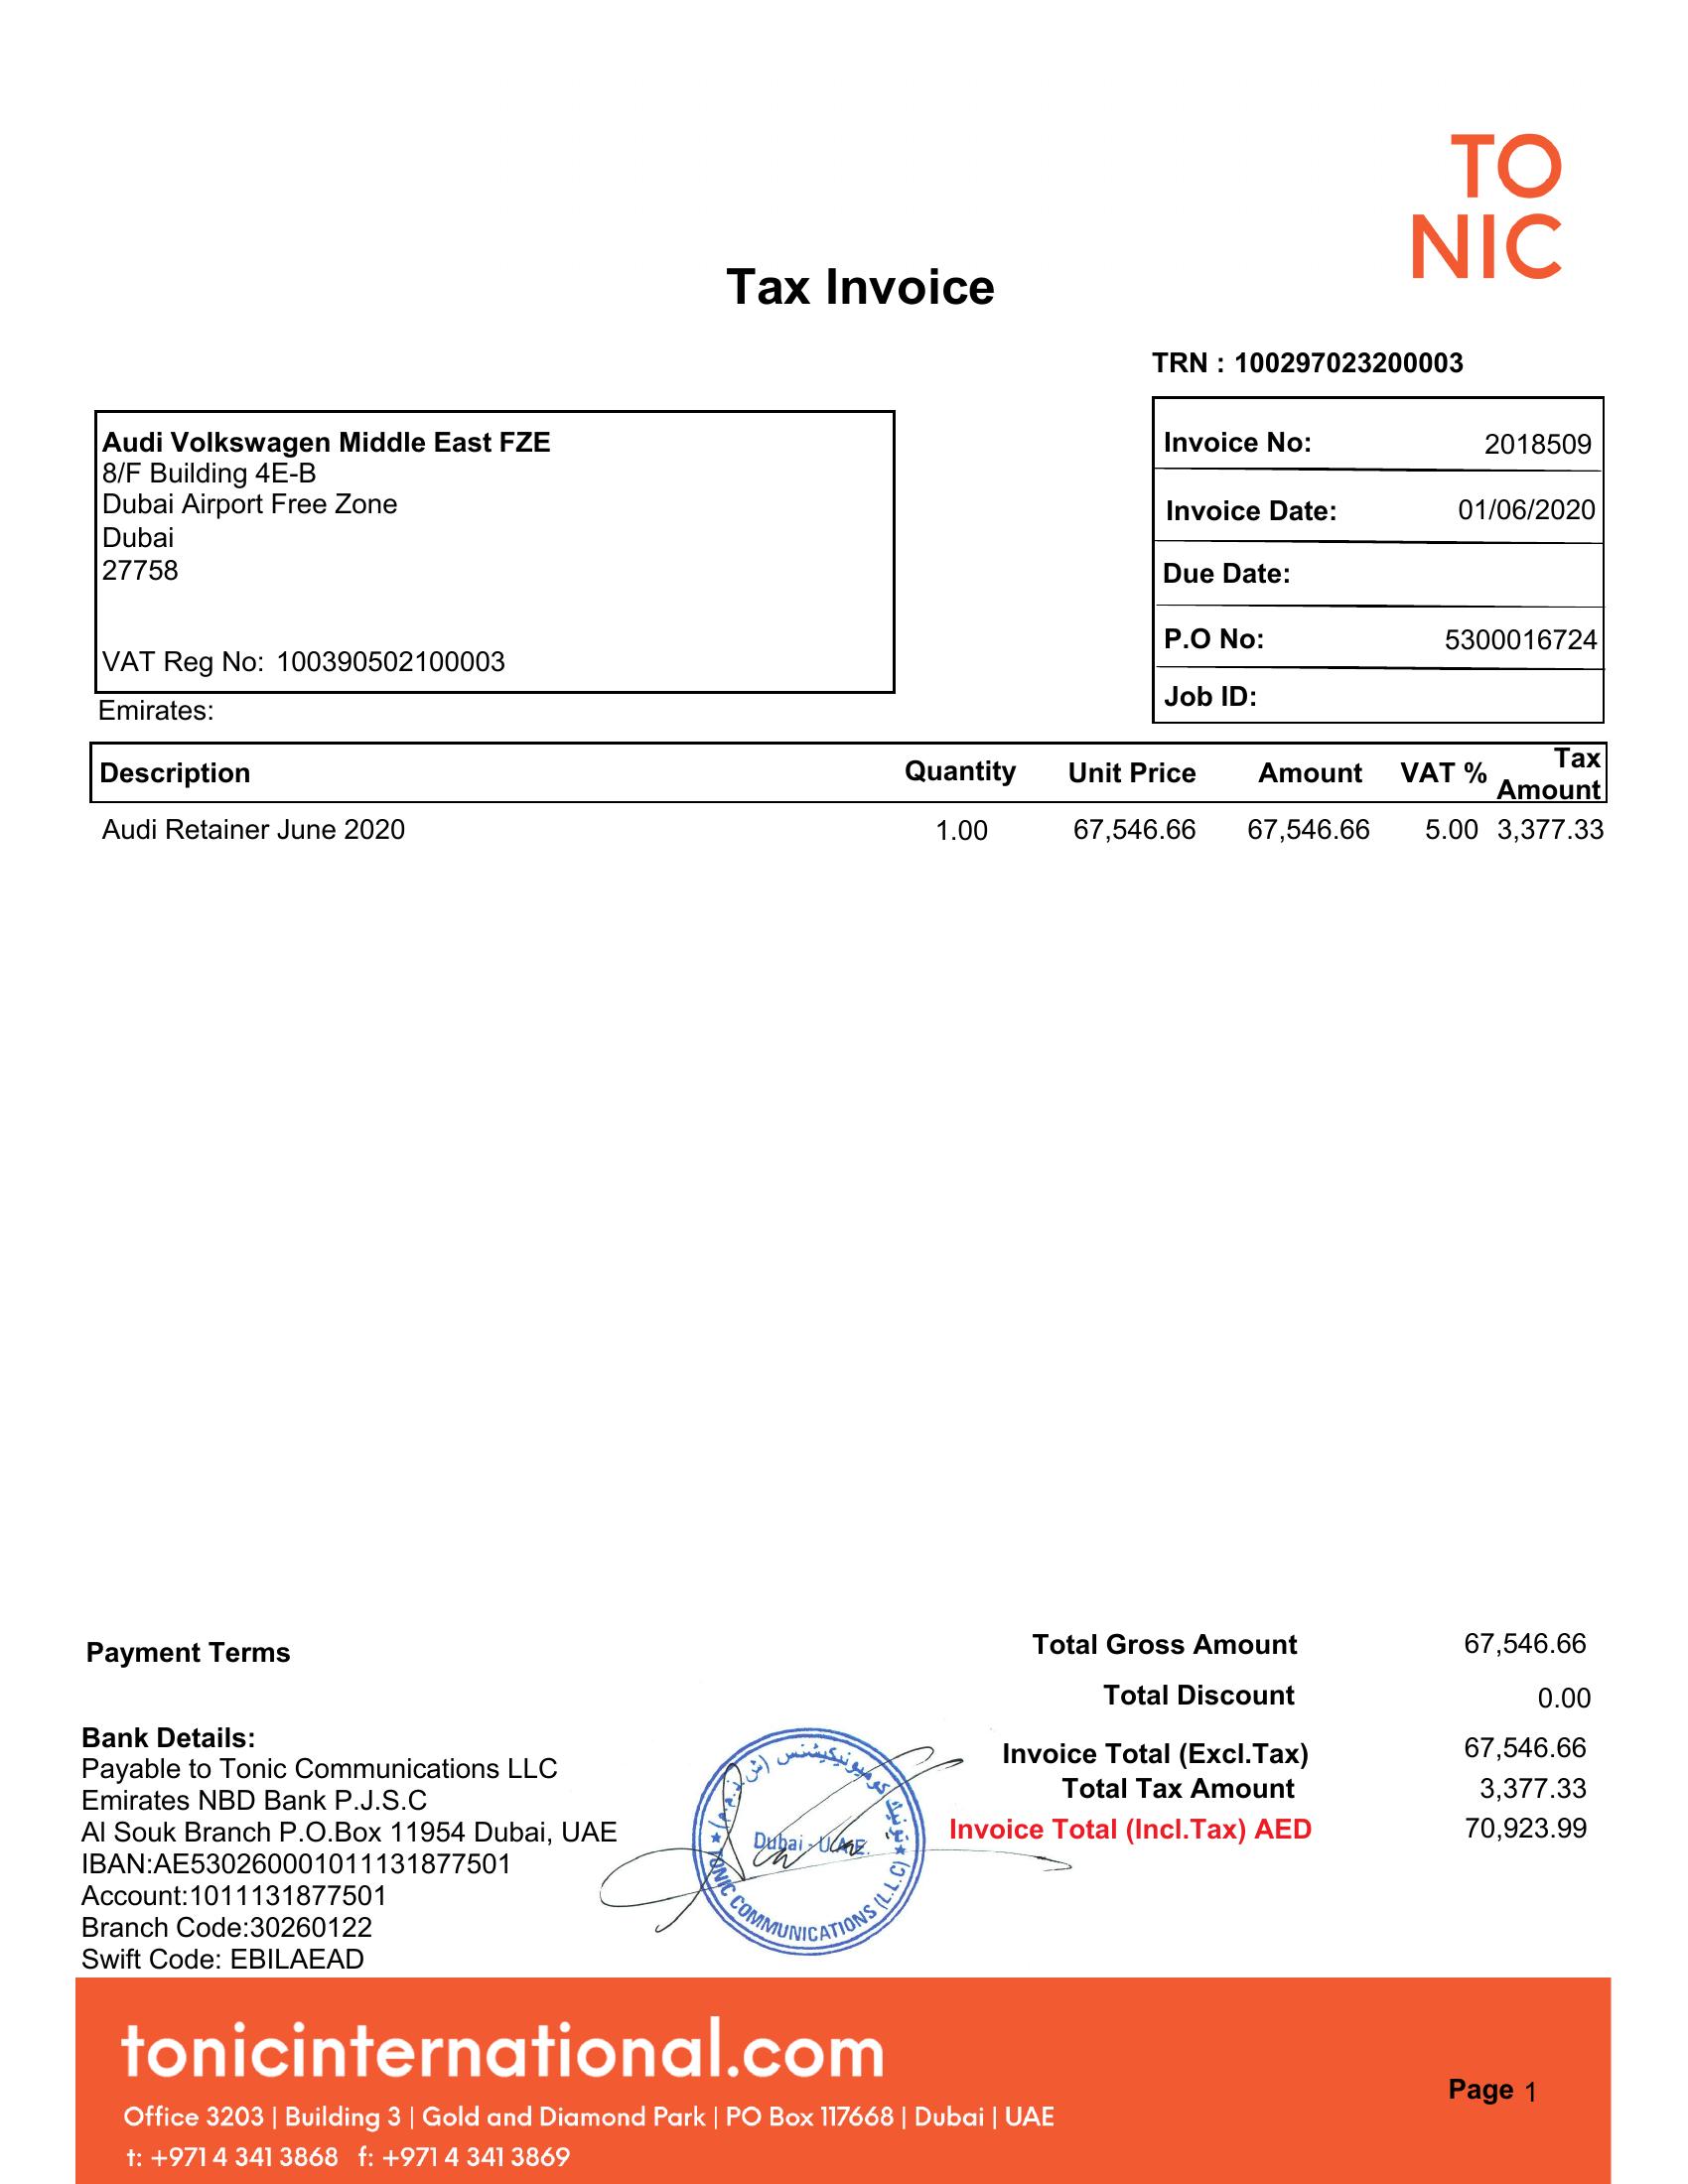 TO
NIC
Tax Invoice
TRN : 100297023200003
Audi Volkswagen Middle East FZE
8/F Building 4E-B
Dubai Airport Free Zone
Dubai
27758
VAT Reg No: 100390502100003
Emirates:
Invoice No: 2018509
Invoice Date: 01/06/2020
Due Date:
P.O No: 5300016724
Job ID:
Description Quantity Unit Price Amount VAT % Tax Amount
Audi Retainer June 2020 1.00 67,546.66 67,546.66 5.00 3,377.33
Payment Terms
Total Gross Amount 67,546.66
Total Discount 0.00
Invoice Total (Excl.Tax) 67,546.66
Total Tax Amount 3,377.33
Invoice Total (Incl.Tax) AED 70,923.99
Bank Details:
Payable to Tonic Communications LLC
Emirates NBD Bank P.J.S.C
Al Souk Branch P.O.Box 11954 Dubai, UAE
IBAN:AE530260001011131877501
Account:1011131877501
Branch Code:30260122
Swift Code: EBILAEAD
تونيك كوميونيكيشنس (ش.ذ.م.م)
Dubai - U.A.E.
TONIC COMMUNICATIONS (L.L.C)
tonicinternational.com
Office 3203 | Building 3 | Gold and Diamond Park | PO Box 117668 | Dubai | UAE
t: +971 4 341 3868 f: +971 4 341 3869
Page 1